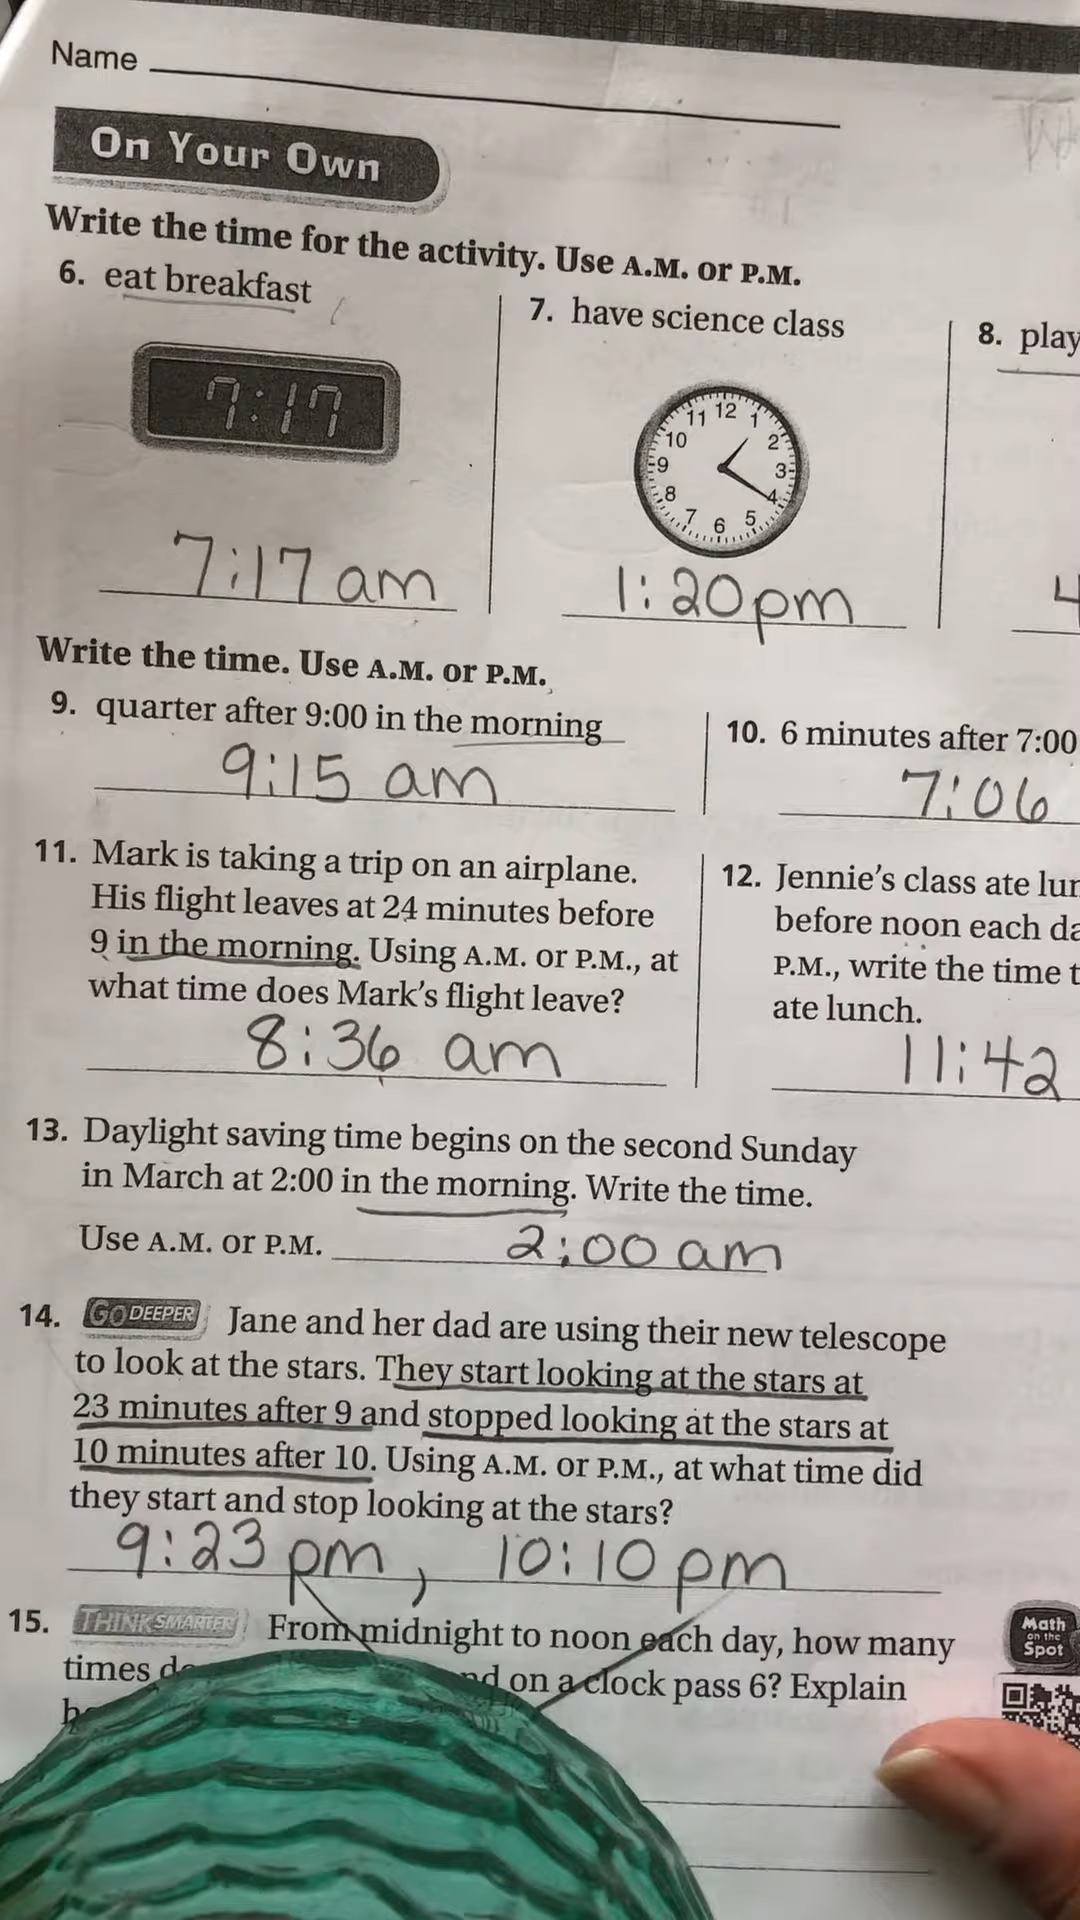 Name
On Your Own
Write the time for the activity. Use A.M. or P.M.
6. eat breakfast
7:17
7:17 am
7. have science class
11 12 1
10 2
9 3
8 4
7 6 5
1:20 pm
8. play
4
Write the time. Use A.M. or P.M.
9. quarter after 9:00 in the morning
9:15 am
10. 6 minutes after 7:00
7:06
11. Mark is taking a trip on an airplane.
His flight leaves at 24 minutes before
9 in the morning. Using A.M. or P.M., at
what time does Mark's flight leave?
8:36 am
12. Jennie's class ate
before noon each
P.M., write the time
ate lunch.
11:42
13. Daylight saving time begins on the second Sunday
in March at 2:00 in the morning. Write the time.
Use A.M. or P.M. 2:00 am
14. GO DEEPER Jane and her dad are using their new telescope
to look at the stars. They start looking at the stars at
23 minutes after 9 and stopped looking at the stars at
10 minutes after 10. Using A.M. or P.M., at what time did
they start and stop looking at the stars?
9:23 pm, 10:10 pm
15. THINK SMARTER From midnight to noon each day, how many
times on a clock pass 6? Explain
Math
on the
Spot